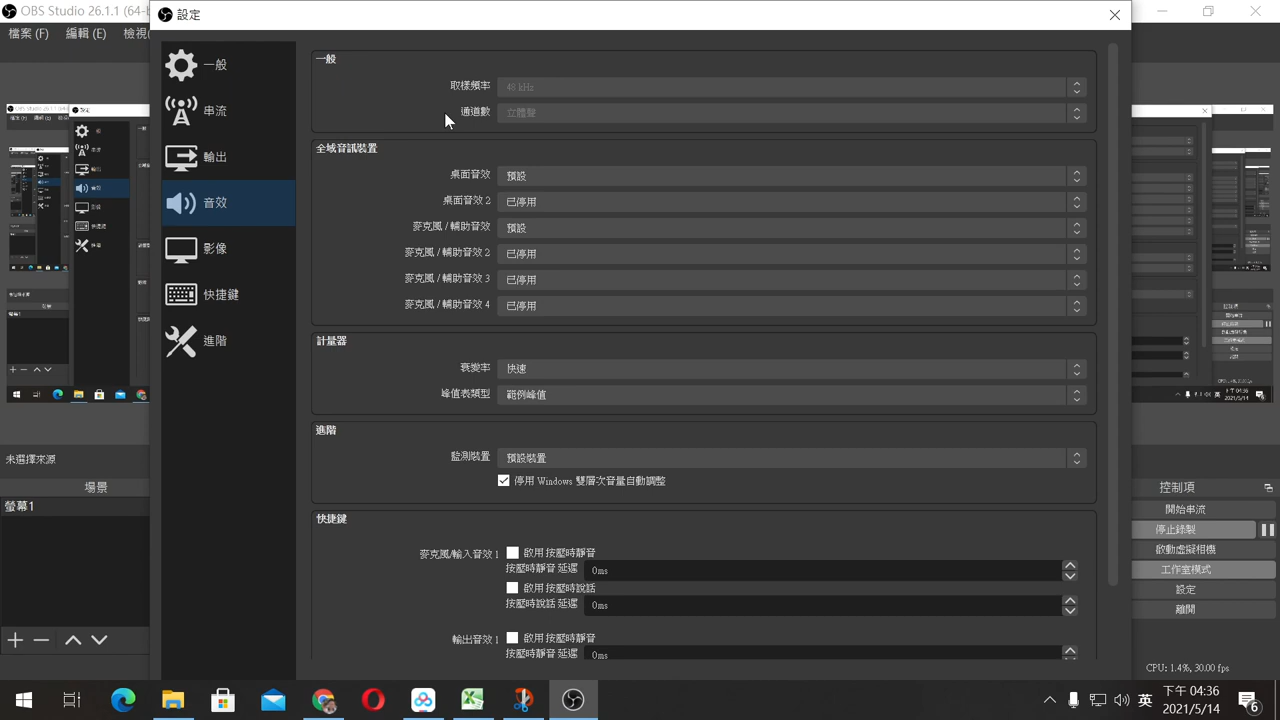 OBS Studio 26.1.1 (64-b
設定
檔案 (F)
編輯 (E)
檢視(
一般
串流
輸出
音效
影像
快捷鍵
進階
一般
取樣頻率
48 kHz
通道數
立體聲
全域音訊裝置
桌面音效
預設
桌面音效 2
已停用
麥克風 / 輔助音效
預設
麥克風 / 輔助音效 2
已停用
麥克風 / 輔助音效 3
已停用
麥克風 / 輔助音效 4
已停用
計量器
衰變率
快速
峰值表類型
範例峰值
進階
監測裝置
預設裝置
停用 Windows 雙層次音量自動調整
快捷鍵
麥克風/輸入音效 1
啟用 按壓時靜音
按壓時靜音 延遲
0ms
啟用 按壓時說話
按壓時說話 延遲
0ms
輸出音效 1
啟用 按壓時靜音
按壓時靜音 延遲
0ms
未選擇來源
場景
螢幕1
控制項
開始串流
停止錄製
啟動虛擬相機
工作室模式
設定
離開
CPU: 1.4%, 30.00 fps
英
下午 04:36
2021/5/14
6